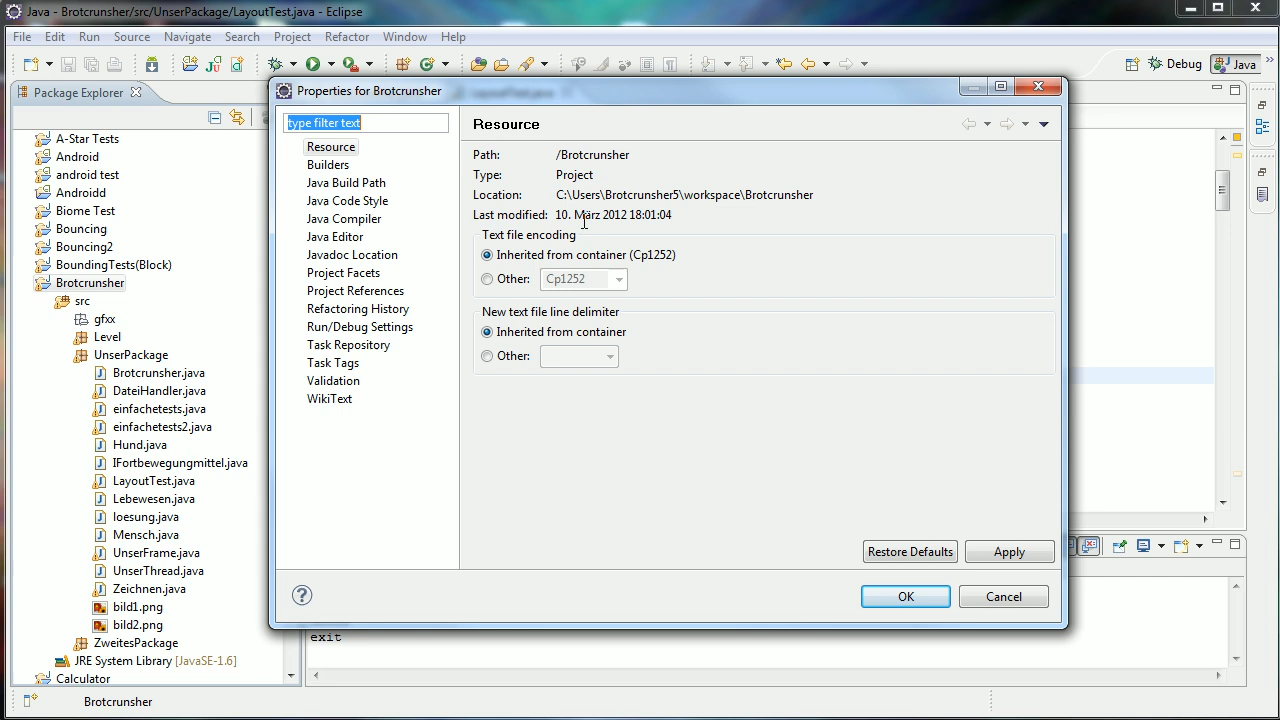 Java - Brotcrunsher/src/UnserPackage/LayoutTest.java - Eclipse
File Edit Run Source Navigate Search Project Refactor Window Help
Debug Java
Package Explorer
A-Star Tests
Android
android test
Androidd
Biome Test
Bouncing
Bouncing2
BoundingTests(Block)
Brotcrunsher
src
gfxx
Level
UnserPackage
Brotcrunsher.java
DateiHandler.java
einfachetests.java
einfachetests2.java
Hund.java
IFortbewegungmittel.java
LayoutTest.java
Lebewesen.java
loesung.java
Mensch.java
UnserFrame.java
UnserThread.java
Zeichnen.java
bild1.png
bild2.png
ZweitesPackage
JRE System Library [JavaSE-1.6]
Calculator
Properties for Brotcrunsher
type filter text
Resource
Builders
Java Build Path
Java Code Style
Java Compiler
Java Editor
Javadoc Location
Project Facets
Project References
Refactoring History
Run/Debug Settings
Task Repository
Task Tags
Validation
WikiText
Resource
Path: /Brotcrunsher
Type: Project
Location: C:\Users\Brotcrunsher5\workspace\Brotcrunsher
Last modified: 10. März 2012 18:01:04
Text file encoding
Inherited from container (Cp1252)
Other: Cp1252
New text file line delimiter
Inherited from container
Other:
Restore Defaults Apply
OK Cancel
exit
Brotcrunsher